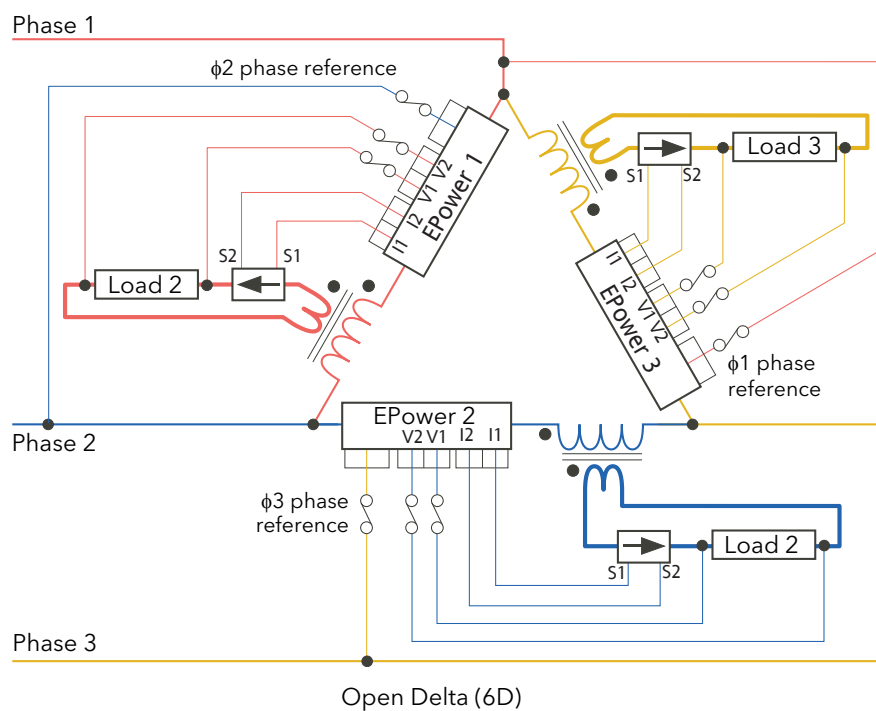 Phase 1
ϕ2 phase reference
V2
V1
I2
I1
EPower 1
S2
S1
Load 2
S1
S2
Load 3
I1
I2
V1
V2
EPower 3
ϕ1 phase
reference
Phase 2
EPower 2
V2 V1 I2 I1
ϕ3 phase
reference
S1
S2
Load 2
Phase 3
Open Delta (6D)